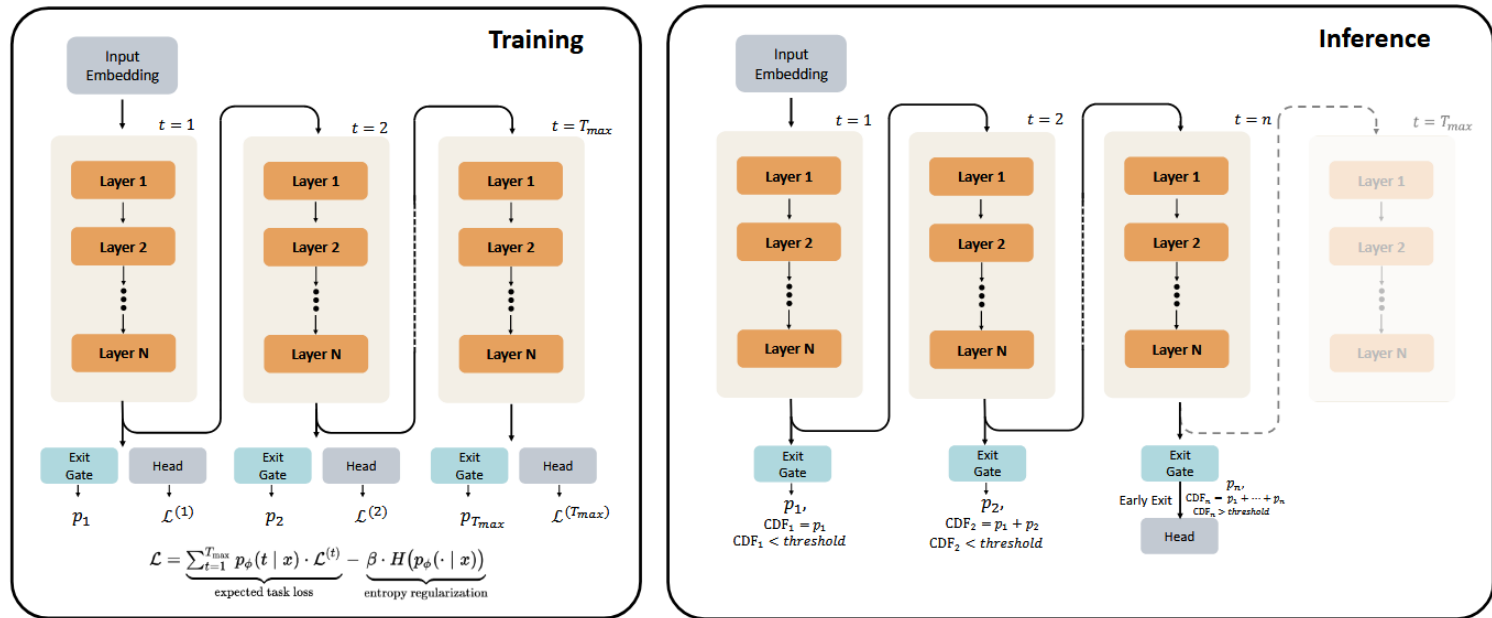 Training
Input
Embedding
t = 1
t = 2
t = T_max
Layer 1
Layer 2
Layer N
Layer 1
Layer 2
Layer N
Layer 1
Layer 2
Layer N
Exit
Gate
Head
Exit
Gate
Head
Exit
Gate
Head
p_1
ℒ^(1)
p_2
ℒ^(2)
p_{T_max}
ℒ^(T_max)
ℒ = ∑_{t=1}^{T_max} p_ϕ(t | x) · ℒ^(t) − β · H(p_ϕ(· | x))
expected task loss
entropy regularization
Inference
Input
Embedding
t = 1
t = 2
t = n
t = T_max
Layer 1
Layer 2
Layer N
Layer 1
Layer 2
Layer N
Layer 1
Layer 2
Layer N
Layer 1
Layer 2
Layer N
Exit
Gate
p_1,
CDF_1 = p_1
CDF_1 < threshold
Exit
Gate
p_2,
CDF_2 = p_1 + p_2
CDF_2 < threshold
Exit
Gate
Early Exit
p_n,
CDF_n = p_1 + ⋯ + p_n
CDF_n > threshold
Head